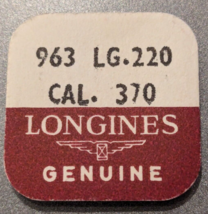 963 LG.220
CAL. 370
LONGINES
GENUINE